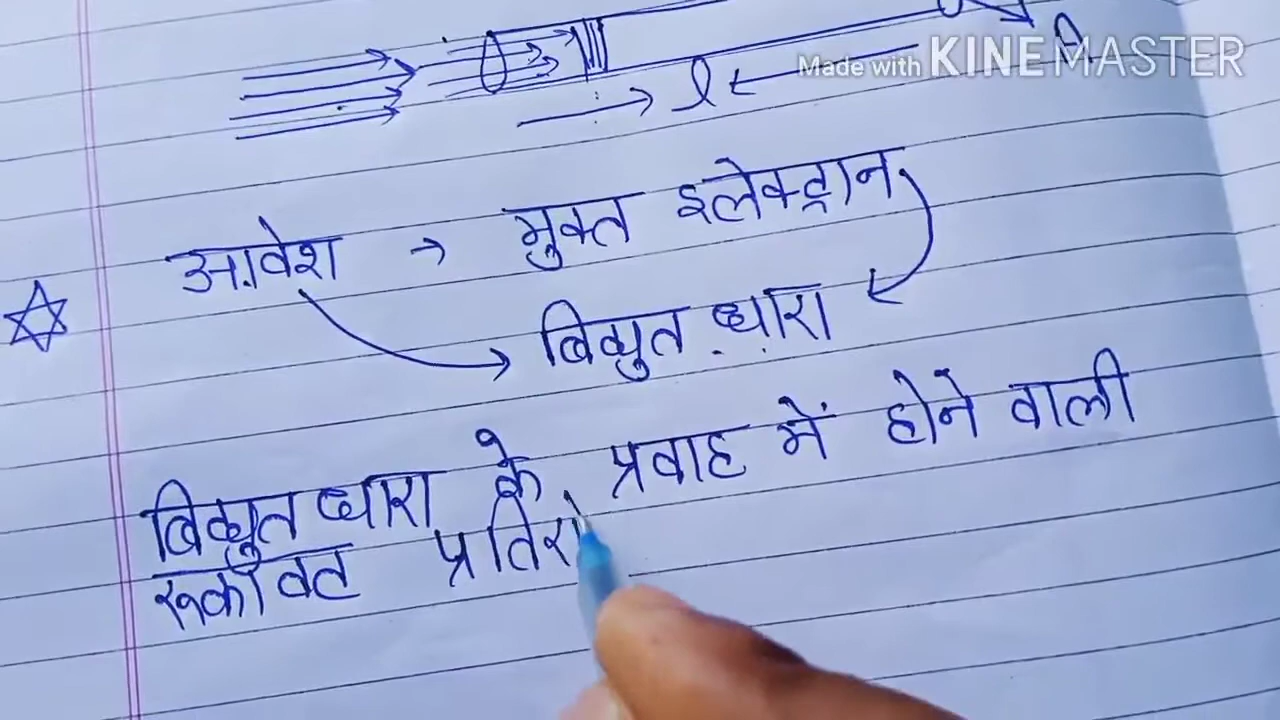 Made with KINEMASTER
l
A
आवेश → मुक्त इलेक्ट्रान
बिद्युत धारा
बिद्युत धारा के प्रवाह में होने वाली
रूकावट प्रतिरो